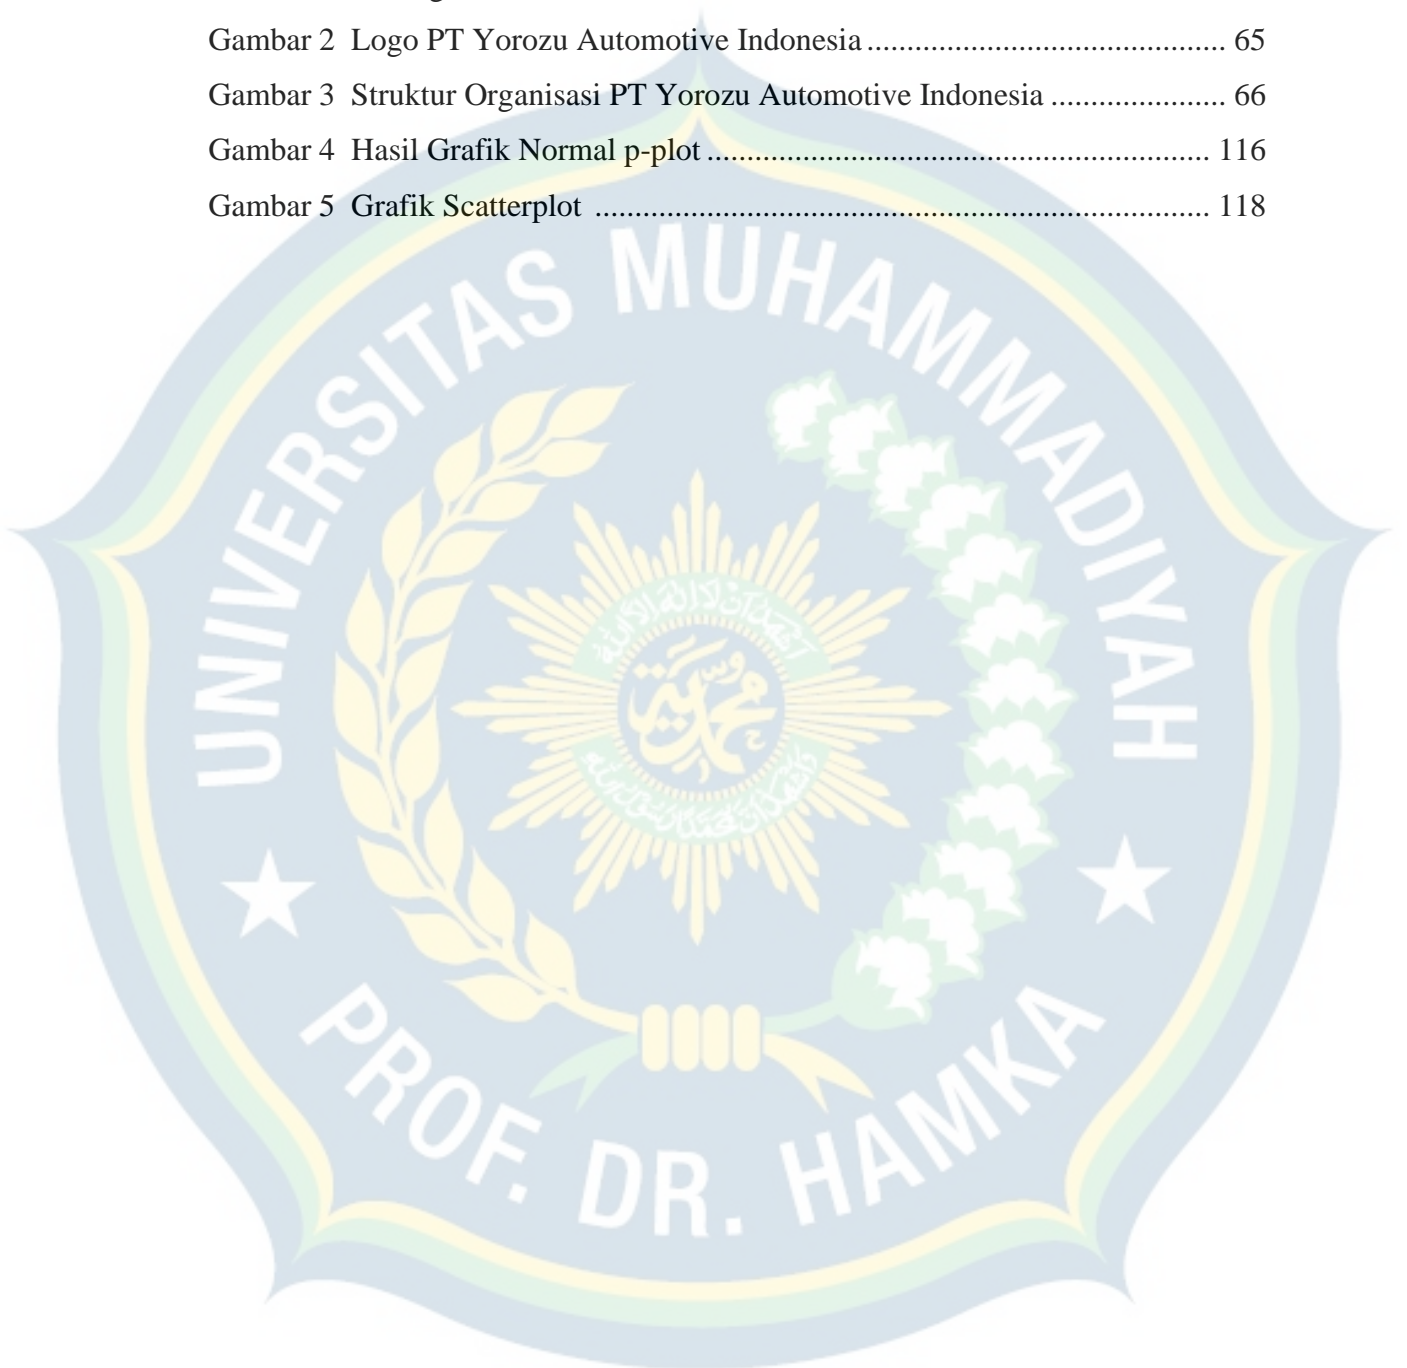 Gambar 2 Logo PT Yorozu Automotive Indonesia ............................................. 65
Gambar 3 Struktur Organisasi PT Yorozu Automotive Indonesia ...................... 66
Gambar 4 Hasil Grafik Normal p-plot ............................................................... 116
Gambar 5 Grafik Scatterplot ............................................................................. 118
UNIVERSITAS MUHAMMADIYAH
PROF. DR. HAMKA
محمدية